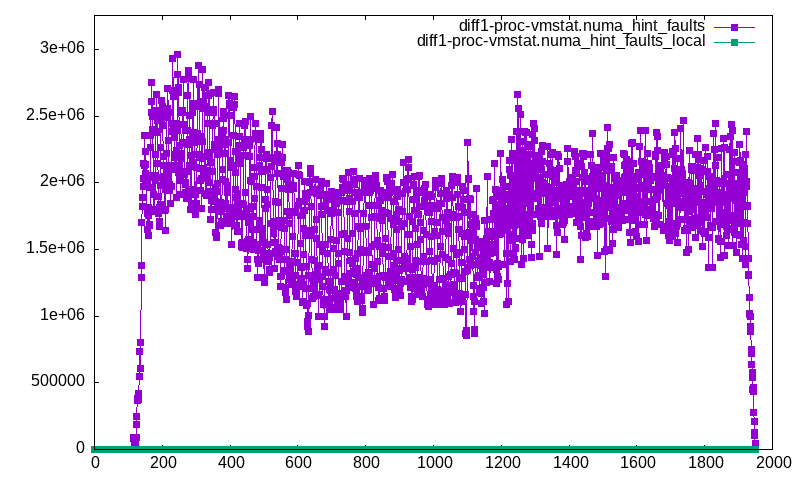 diff1-proc-vmstat.numa_hint_faults
diff1-proc-vmstat.numa_hint_faults_local
3e+06
2.5e+06
2e+06
1.5e+06
1e+06
500000
0
0 200 400 600 800 1000 1200 1400 1600 1800 2000